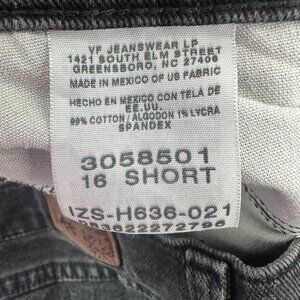 VF JEANSWEAR LP
1421 SOUTH ELM STREET
GREENSBORO, NC 27406
MADE IN MEXICO OF US FABRIC
HECHO EN MEXICO CON TELA DE
EE.UU.
99% COTTON/ALGODON 1% LYCRA
SPANDEX
3058501
16 SHORT
IZS-H636-021